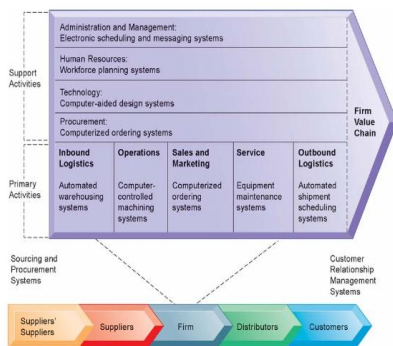 Administration and Management:
Electronic scheduling and messaging systems
Human Resources:
Workforce planning systems
Technology:
Computer-aided design systems
Procurement:
Computerized ordering systems
Support
Activities
Firm
Value
Chain
Primary
Activities
Inbound
Logistics
Automated
warehousing
systems
Operations
Computer-
controlled
machining
systems
Sales and
Marketing
Computerized
ordering
systems
Service
Equipment
maintenance
systems
Outbound
Logistics
Automated
shipment
scheduling
systems
Sourcing and
Procurement
Systems
Customer
Relationship
Management
Systems
Suppliers'
Suppliers
Suppliers
Firm
Distributors
Customers